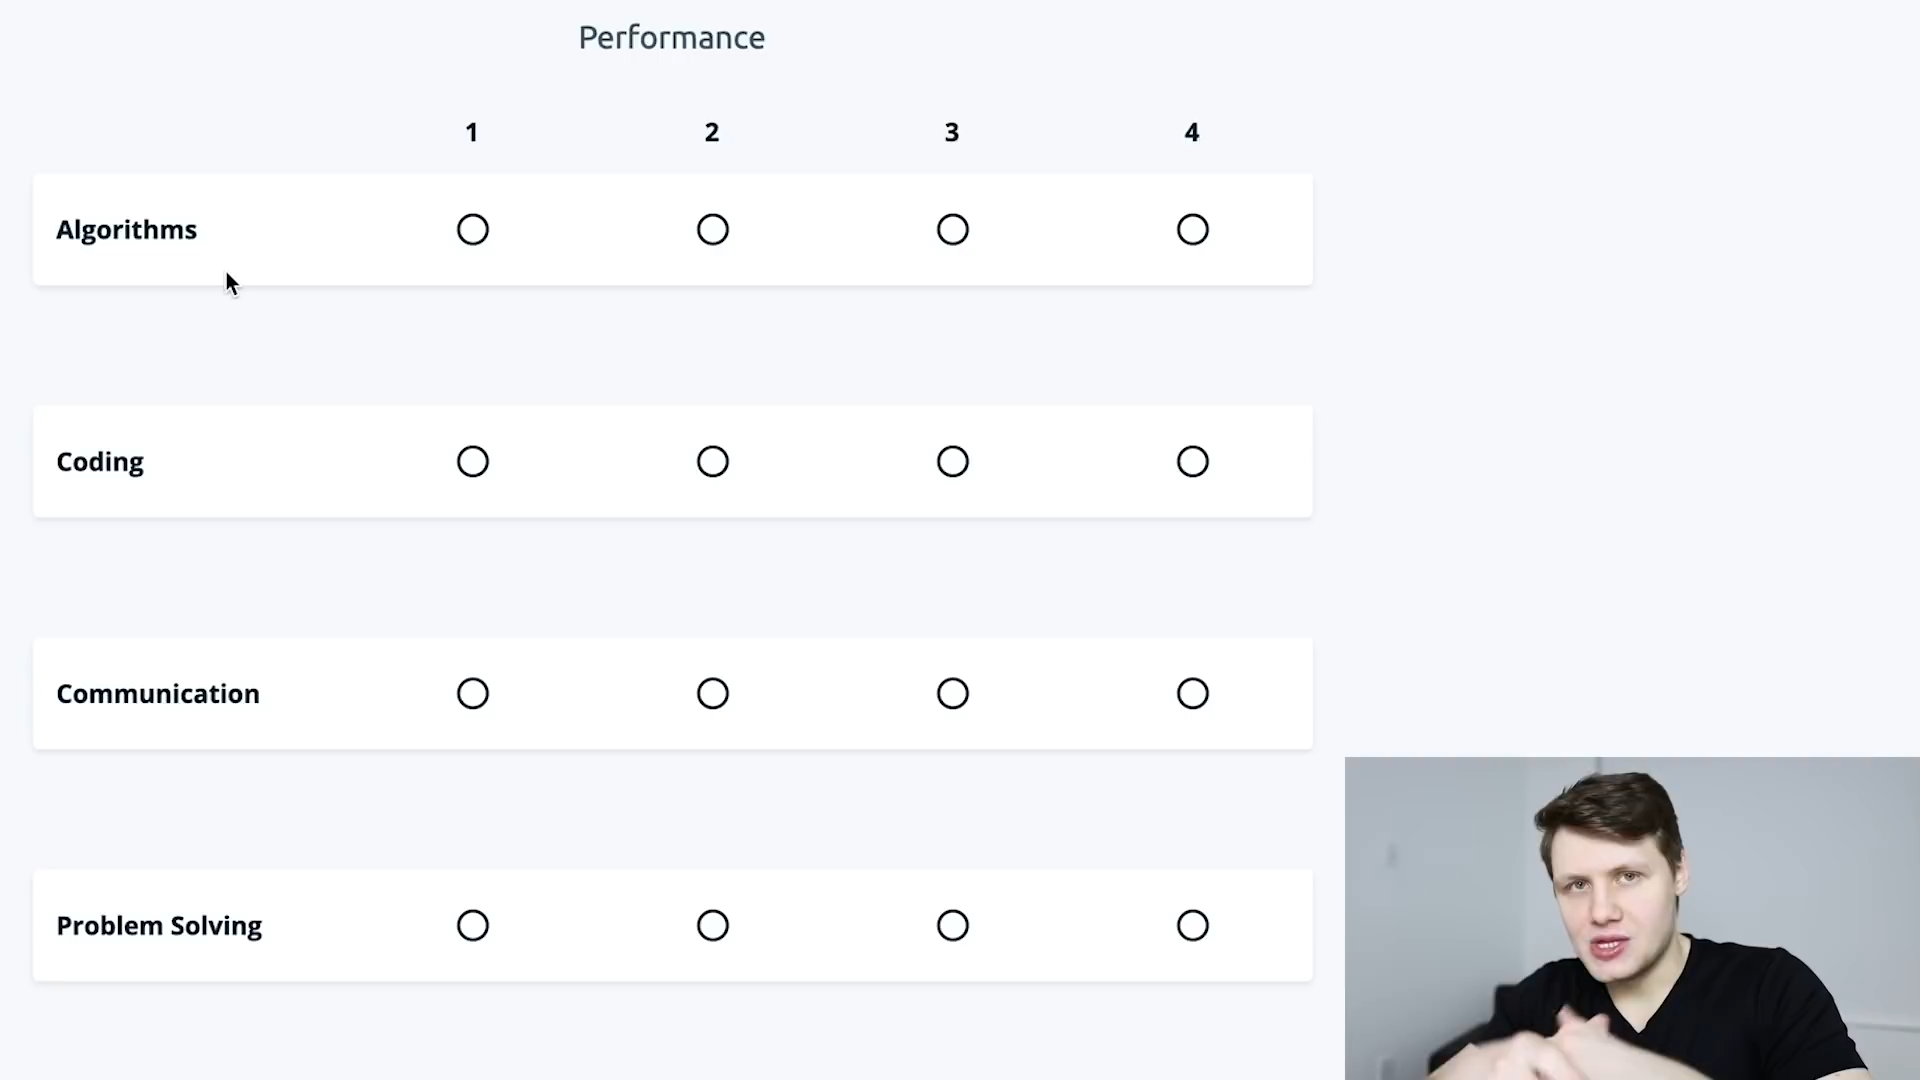 Performance
1 2 3 4
Algorithms
Coding
Communication
Problem Solving